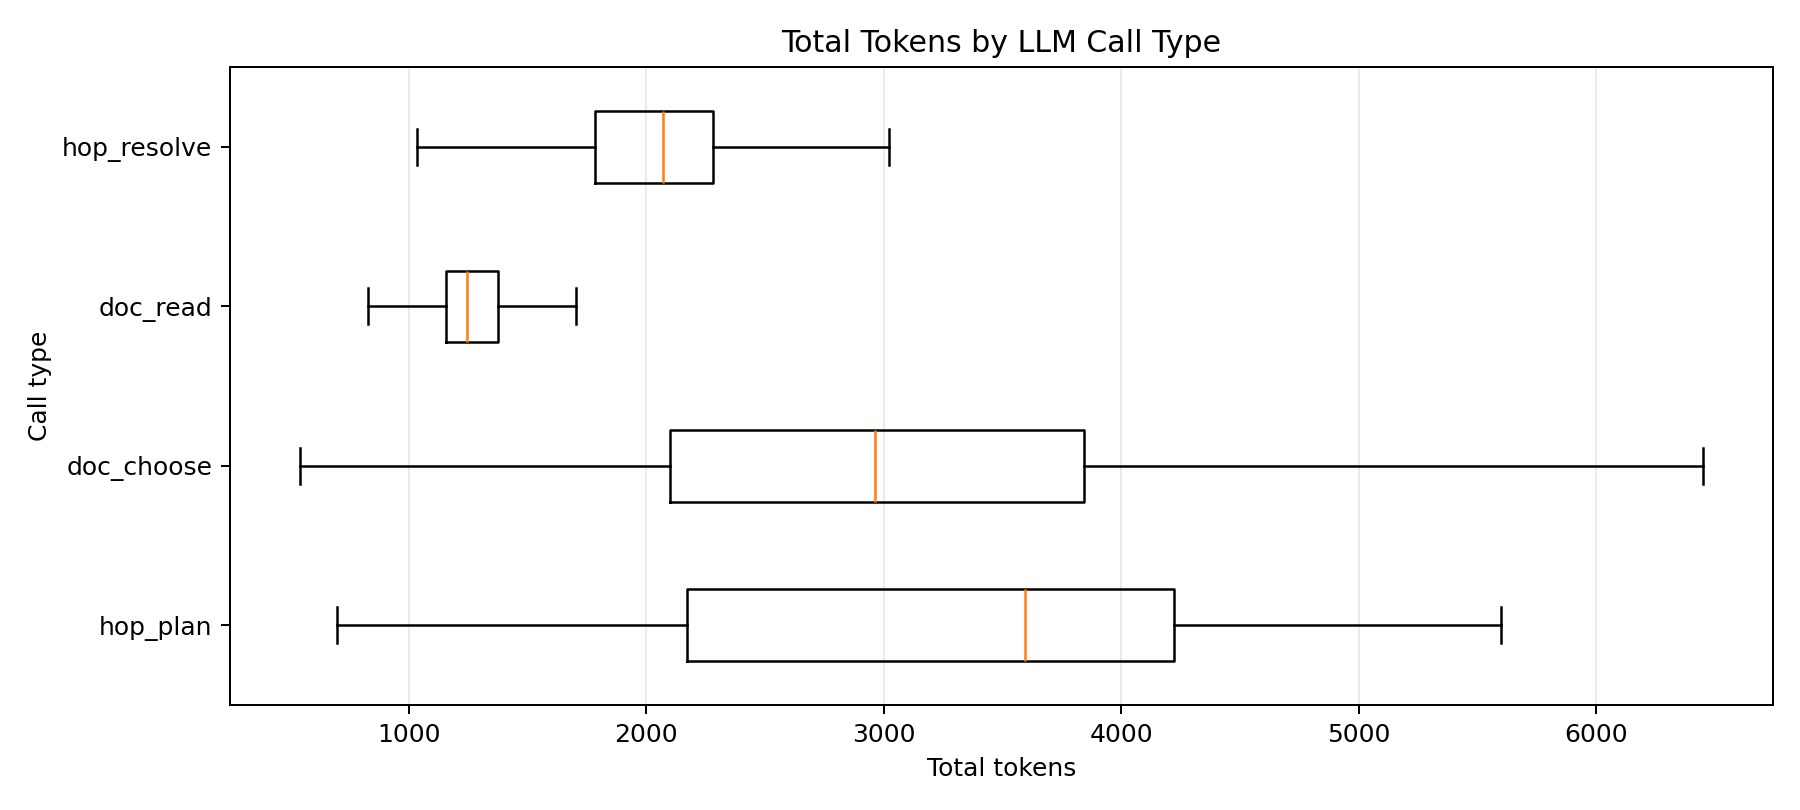 Total Tokens by LLM Call Type
Call type
hop_resolve
doc_read
doc_choose
hop_plan
1000 2000 3000 4000 5000 6000
Total tokens